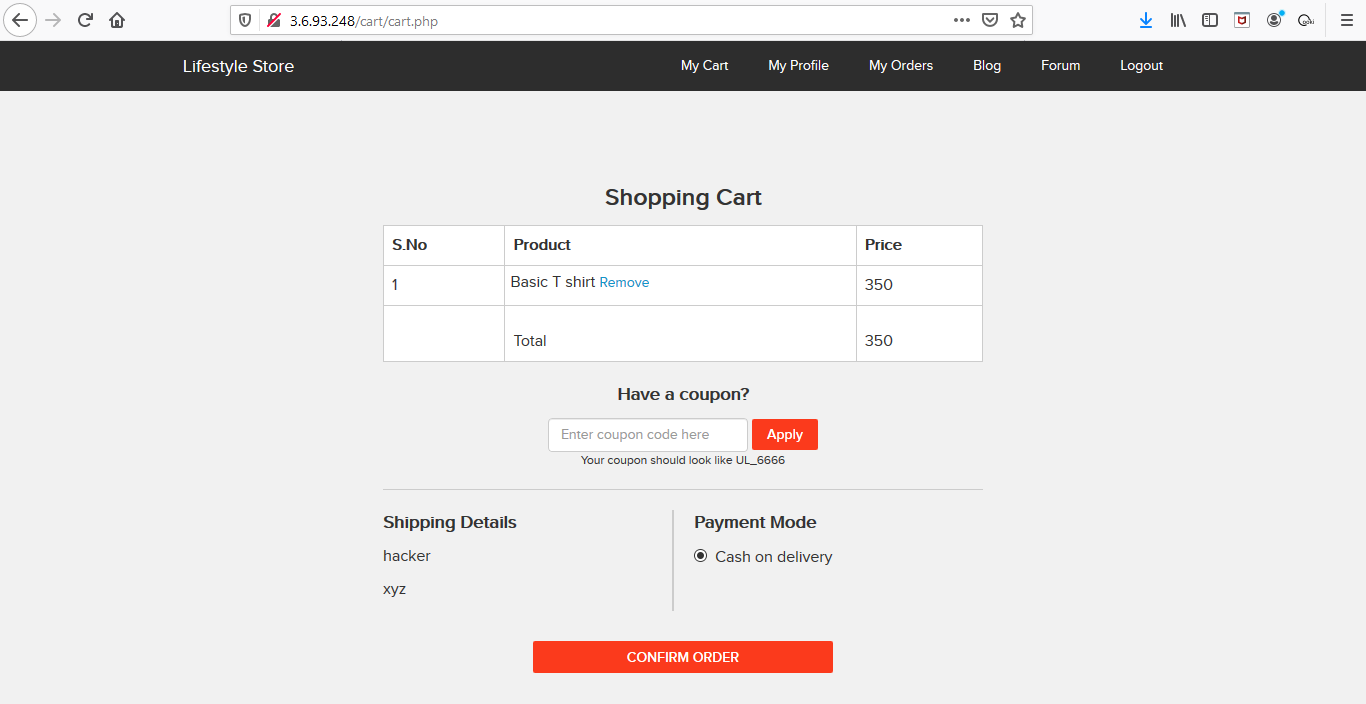 3.6.93.248/cart/cart.php
Lifestyle Store My Cart My Profile My Orders Blog Forum Logout
Shopping Cart
S.No Product Price
1 Basic T shirt Remove 350
Total 350
Have a coupon?
Enter coupon code here Apply
Your coupon should look like UL_6666
Shipping Details
hacker
xyz
Payment Mode
Cash on delivery
CONFIRM ORDER